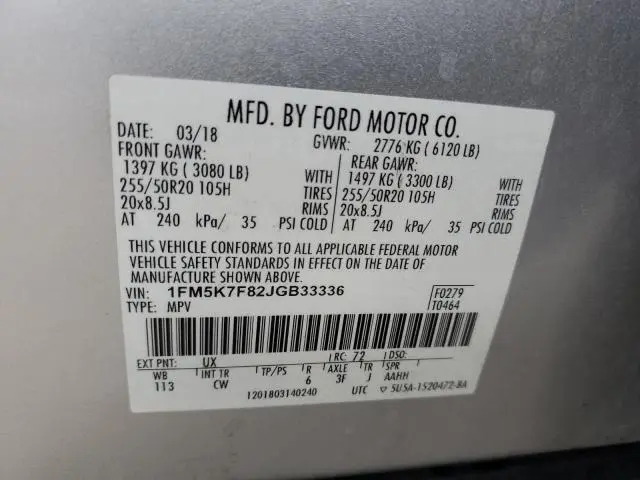 MFD. BY FORD MOTOR CO.
DATE: 03/18 GVWR: 2776 KG ( 6120 LB)
FRONT GAWR: REAR GAWR:
1397 KG ( 3080 LB) WITH 1497 KG ( 3300 LB) WITH
255/50R20 105H TIRES 255/50R20 105H TIRES
20x8.5J RIMS 20x8.5J RIMS
AT 240 kPa/ 35 PSI COLD AT 240 kPa/ 35 PSI COLD
THIS VEHICLE CONFORMS TO ALL APPLICABLE FEDERAL MOTOR
VEHICLE SAFETY STANDARDS IN EFFECT ON THE DATE OF
MANUFACTURE SHOWN ABOVE.
VIN: 1FM5K7F82JGB33336 F0279
TYPE: MPV T0464
EXT PNT: UX RC: 72 DSO:
WB INT TR TP/PS R AXLE TR SPR
113 CW 6 3F J AAHH
1201803140240 UTC ▽ 5U5A-1520472-BA